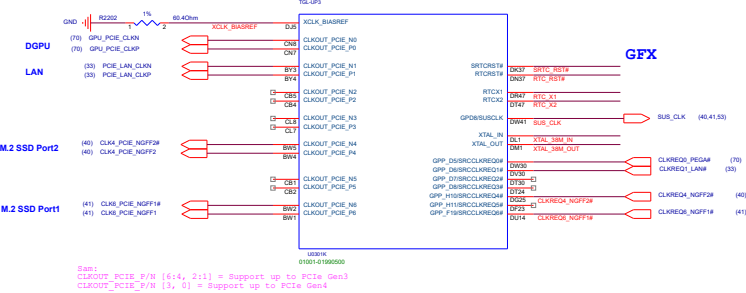 TGL-UP3
GND R2202 1% 60.4Ohm
1 2
XCLK_BIASREF DJ5 XCLK_BIASREF
DGPU (70) GPU_PCIE_CLKN CN8 CLKOUT_PCIE_N0
(70) GPU_PCIE_CLKP CN7 CLKOUT_PCIE_P0
GFX
LAN (33) PCIE_LAN_CLKN BY3 CLKOUT_PCIE_N1
(33) PCIE_LAN_CLKP BY4 CLKOUT_PCIE_P1
SRTCRST# DK37 SRTC_RST#
RTCRST# DN37 RTC_RST#
CB5 CLKOUT_PCIE_N2
CB4 CLKOUT_PCIE_P2
RTCX1 DR47 RTC_X1
RTCX2 DT47 RTC_X2
CL8 CLKOUT_PCIE_N3
CL7 CLKOUT_PCIE_P3
GPD8/SUSCLK DW41 SUS_CLK SUS_CLK (40,41,53)
M.2 SSD Port2 (40) CLK4_PCIE_NGFF2# BW5 CLKOUT_PCIE_N4
(40) CLK4_PCIE_NGFF2 BW4 CLKOUT_PCIE_P4
XTAL_IN DL1 XTAL_38M_IN
XTAL_OUT DM1 XTAL_38M_OUT
GPP_D5/SRCCLKREQ0# DW30 CLKREQ0_PEGA# (70)
GPP_D6/SRCCLKREQ1# DV30 CLKREQ1_LAN# (33)
GPP_D7/SRCCLKREQ2# DT30
GPP_D8/SRCCLKREQ3# DT24
GPP_H10/SRCCLKREQ4# DG25 CLKREQ4_NGFF2# CLKREQ4_NGFF2# (40)
GPP_H11/SRCCLKREQ5# DF23
GPP_F19/SRCCLKREQ6# DU14 CLKREQ6_NGFF1# CLKREQ6_NGFF1# (41)
CB1 CLKOUT_PCIE_N5
CB2 CLKOUT_PCIE_P5
M.2 SSD Port1 (41) CLK6_PCIE_NGFF1# BW2 CLKOUT_PCIE_N6
(41) CLK6_PCIE_NGFF1 BW1 CLKOUT_PCIE_P6
U0301K
01001-01990500
Sam:
CLKOUT_PCIE_P/N [6:4, 2:1] = Support up to PCIe Gen3
CLKOUT_PCIE_P/N [3, 0] = Support up to PCIe Gen4